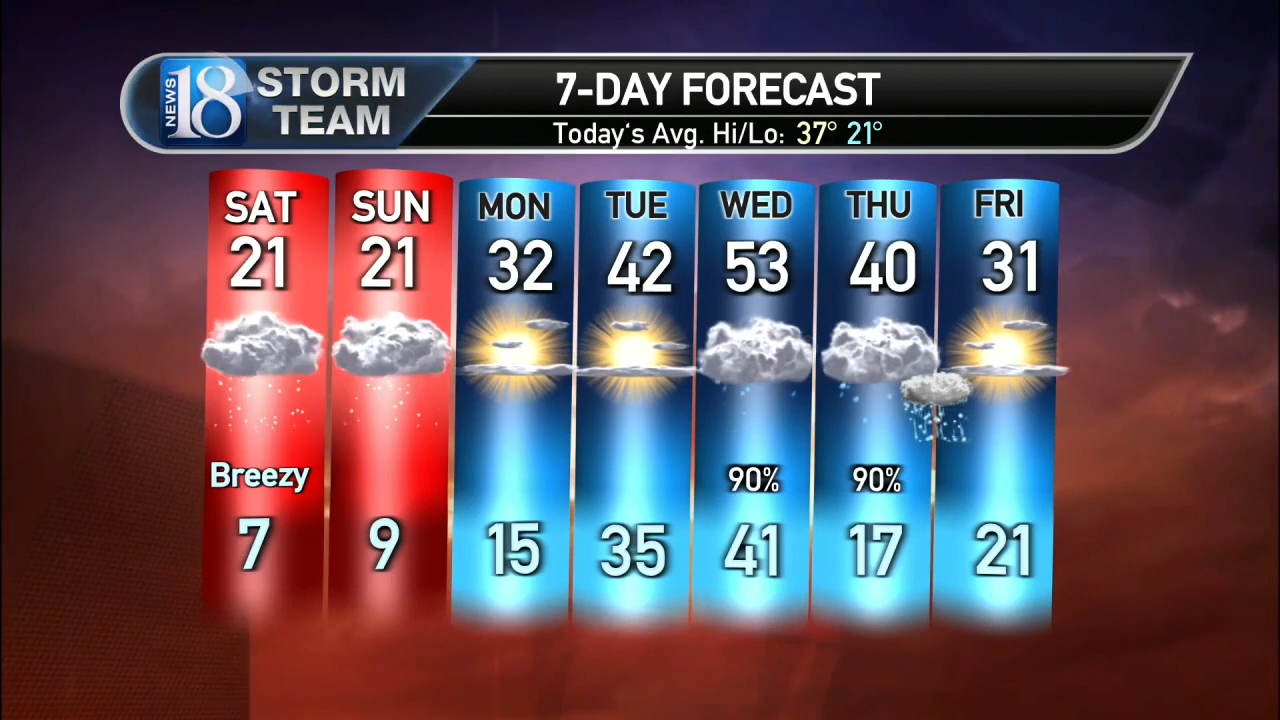 NEWS 18 STORM TEAM
7-DAY FORECAST
Today's Avg. Hi/Lo: 37° 21°
SAT SUN MON TUE WED THU FRI
21 21 32 42 53 40 31
Breezy 90% 90%
7 9 15 35 41 17 21